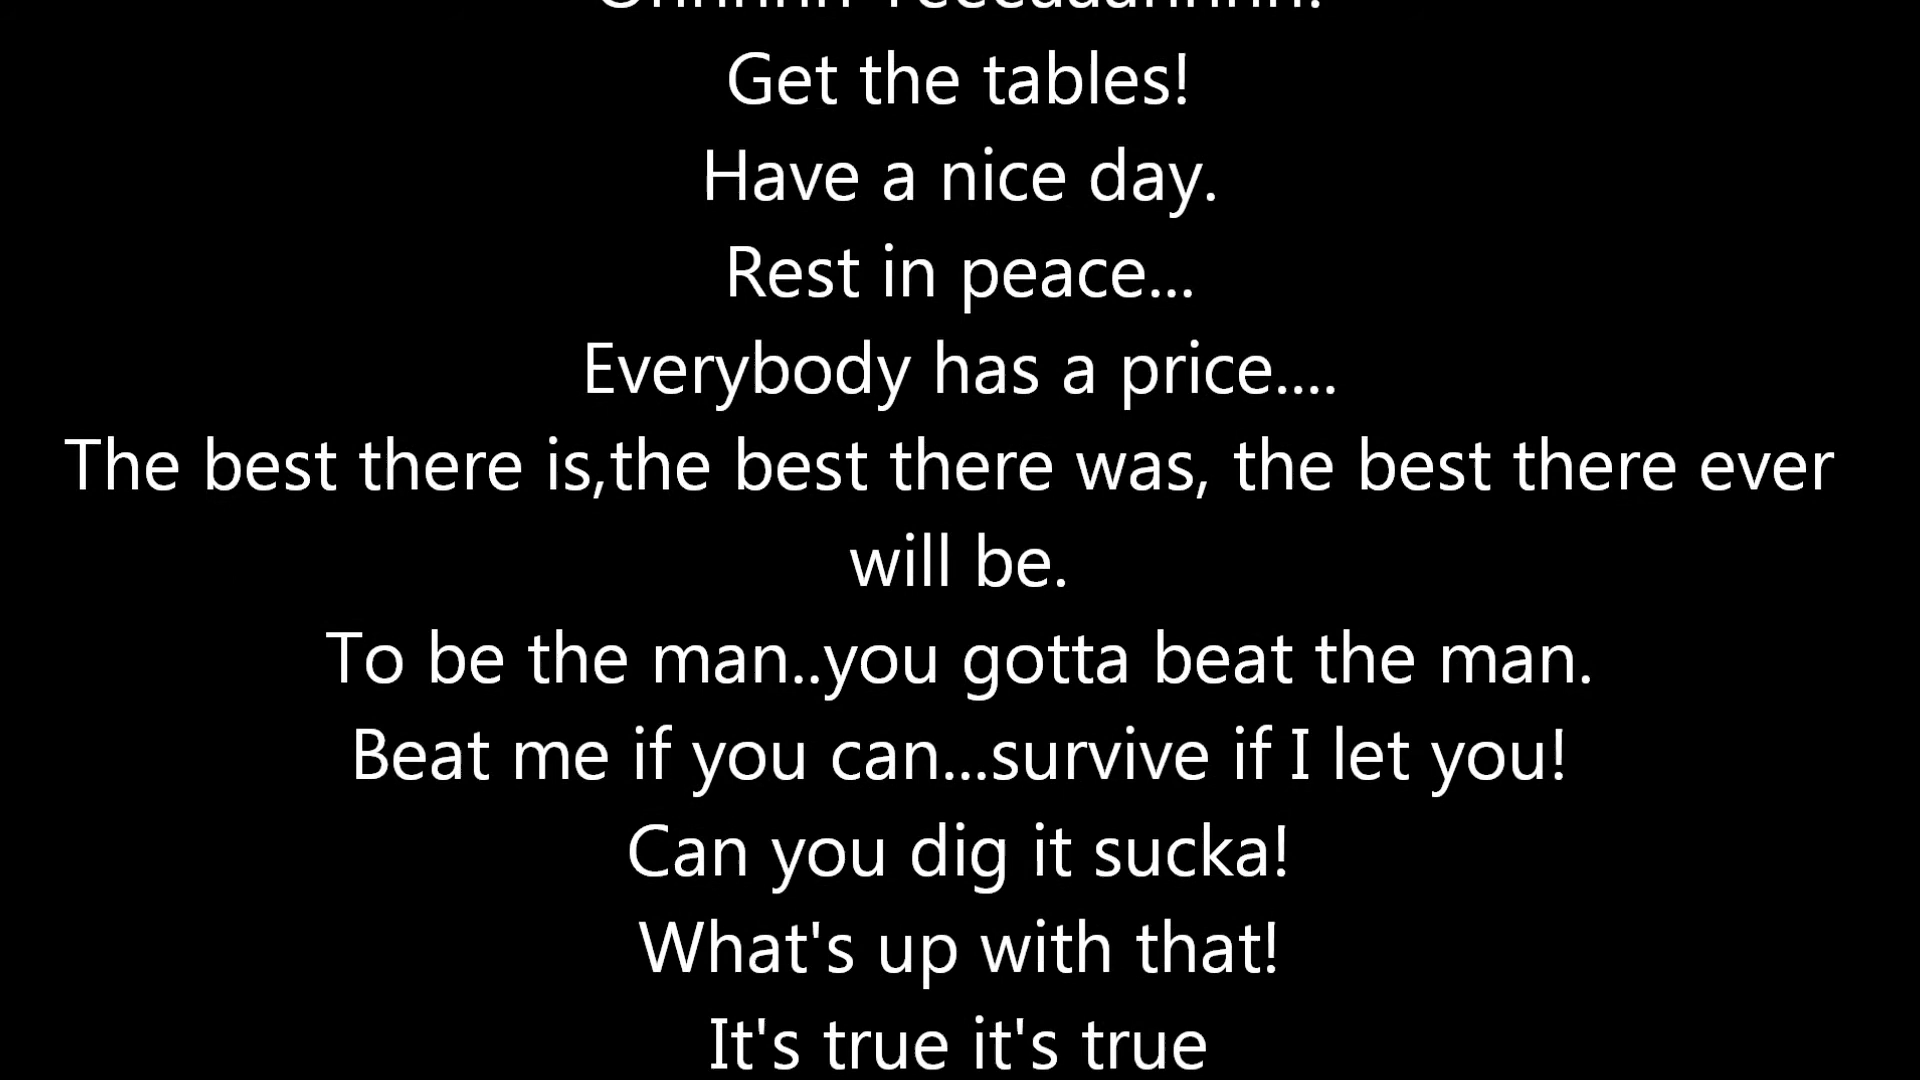 Get the tables!
Have a nice day.
Rest in peace...
Everybody has a price....
The best there is,the best there was, the best there ever
will be.
To be the man..you gotta beat the man.
Beat me if you can...survive if I let you!
Can you dig it sucka!
What's up with that!
It's true it's true